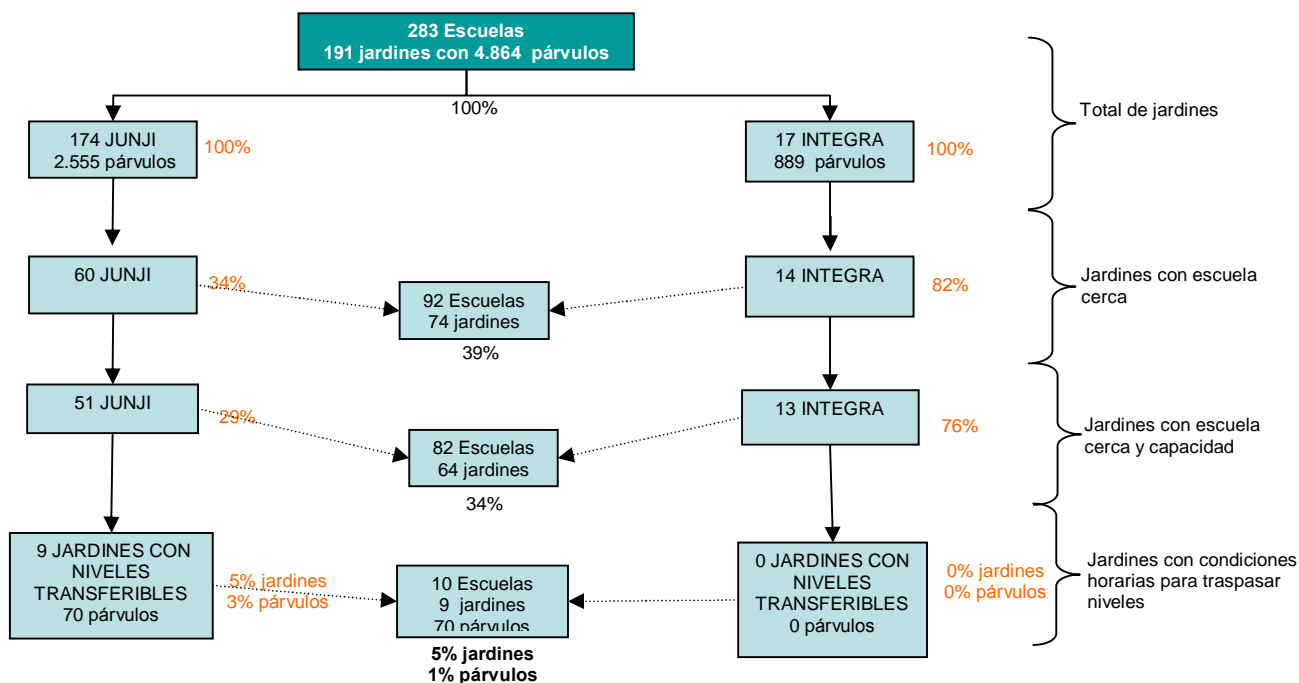 283 Escuelas
191 jardines con 4.864 párvulos
100%
174 JUNJI
2.555 párvulos
100%
17 INTEGRA
889 párvulos
100%
Total de jardines
60 JUNJI
34%
92 Escuelas
74 jardines
39%
14 INTEGRA
82%
Jardines con escuela
cerca
51 JUNJI
29%
82 Escuelas
64 jardines
34%
13 INTEGRA
76%
Jardines con escuela
cerca y capacidad
9 JARDINES CON
NIVELES
TRANSFERIBLES
70 párvulos
5% jardines
3% párvulos
10 Escuelas
9 jardines
70 párvulos
5% jardines
1% párvulos
0 JARDINES CON
NIVELES
TRANSFERIBLES
0 párvulos
0% jardines
0% párvulos
Jardines con condiciones
horarias para traspasar
niveles